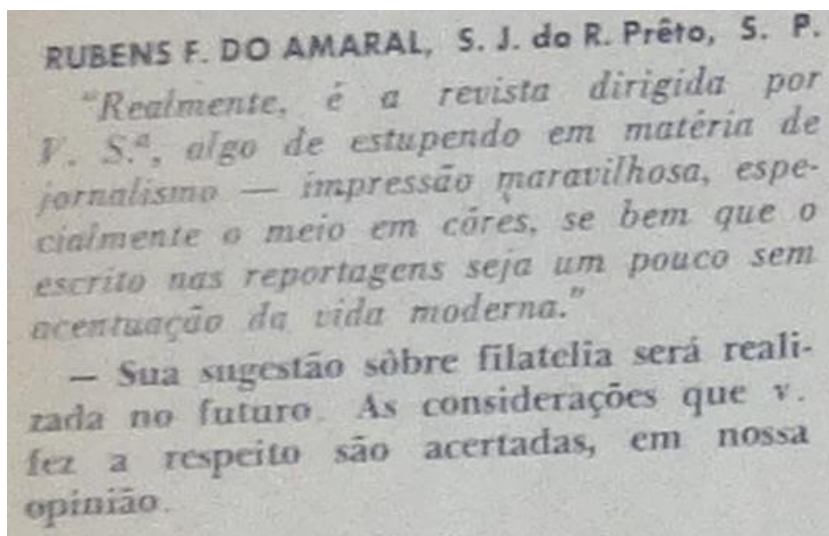 RUBENS F. DO AMARAL, S. J. do R. Prêto, S. P.
"Realmente, é a revista dirigida por
V. S.ª, algo de estupendo em matéria de
jornalismo — impressão maravilhosa, espe-
cialmente o meio em côres, se bem que o
escrito nas reportagens seja um pouco sem
acentuação da vida moderna."
— Sua sugestão sôbre filatelia será reali-
zada no futuro. As considerações que v.
fez a respeito são acertadas, em nossa
opinião.